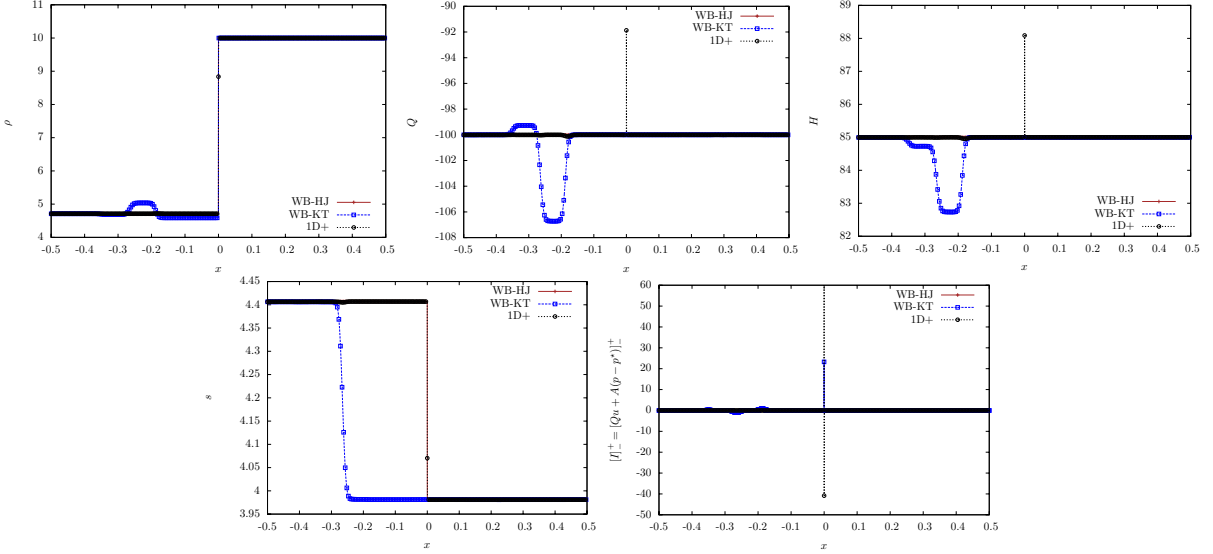 11
10
9
8
7
6
5
4
ρ
-0.5 -0.4 -0.3 -0.2 -0.1 0 0.1 0.2 0.3 0.4 0.5
x
WB-HJ
WB-KT
1D+
-90
-92
-94
-96
-98
-100
-102
-104
-106
-108
Q
-0.5 -0.4 -0.3 -0.2 -0.1 0 0.1 0.2 0.3 0.4 0.5
x
WB-HJ
WB-KT
1D+
89
88
87
86
85
84
83
82
H
-0.5 -0.4 -0.3 -0.2 -0.1 0 0.1 0.2 0.3 0.4 0.5
x
WB-HJ
WB-KT
1D+
4.45
4.4
4.35
4.3
4.25
4.2
4.15
4.1
4.05
4
3.95
s
-0.5 -0.4 -0.3 -0.2 -0.1 0 0.1 0.2 0.3 0.4 0.5
x
WB-HJ
WB-KT
1D+
60
50
40
30
20
10
0
-10
-20
-30
-40
-50
[I]⁺₋ = [Qu + A(p − p*)]⁺₋
-0.5 -0.4 -0.3 -0.2 -0.1 0 0.1 0.2 0.3 0.4 0.5
x
WB-HJ
WB-KT
1D+